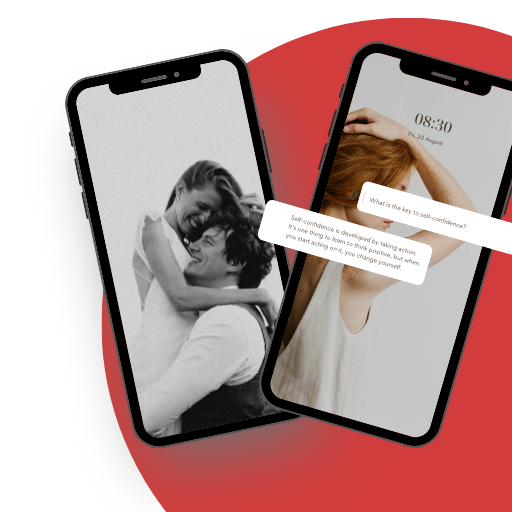 08:30
Fri, 20 August
What is the key to self-confidence?
Self-confidence is developed by taking action.
It's one thing to learn to think positive, but when
you start acting on it, you change yourself.